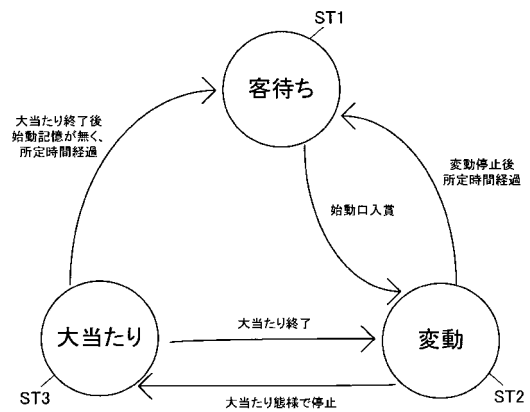 ST1
客待ち
大当たり終了後
始動記憶が無く、
所定時間経過
変動停止後
所定時間経過
始動口入賞
大当たり
大当たり終了
変動
ST3
大当たり態様で停止
ST2